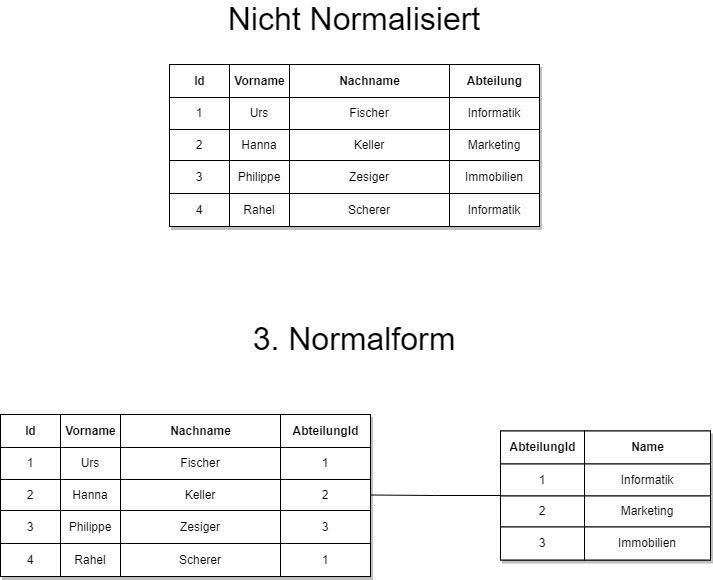 Nicht Normalisiert
Id Vorname Nachname Abteilung
1 Urs Fischer Informatik
2 Hanna Keller Marketing
3 Philippe Zesiger Immobilien
4 Rahel Scherer Informatik
3. Normalform
Id Vorname Nachname AbteilungId
1 Urs Fischer 1
2 Hanna Keller 2
3 Philippe Zesiger 3
4 Rahel Scherer 1
AbteilungId Name
1 Informatik
2 Marketing
3 Immobilien